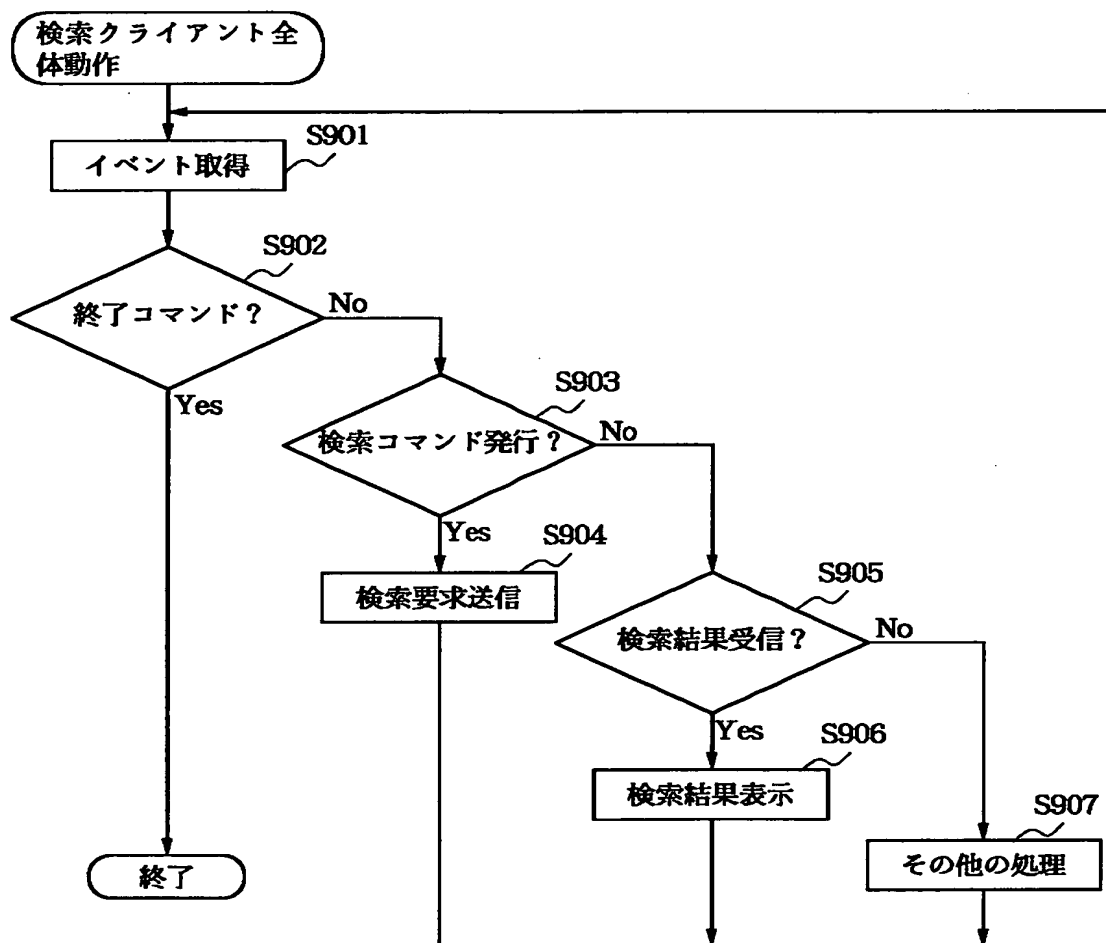 検索クライアント全
体動作
S901
イベント取得
S902
終了コマンド？
No
Yes
S903
検索コマンド発行？
No
Yes
S904
検索要求送信
S905
検索結果受信？
No
Yes
S906
検索結果表示
S907
その他の処理
終了